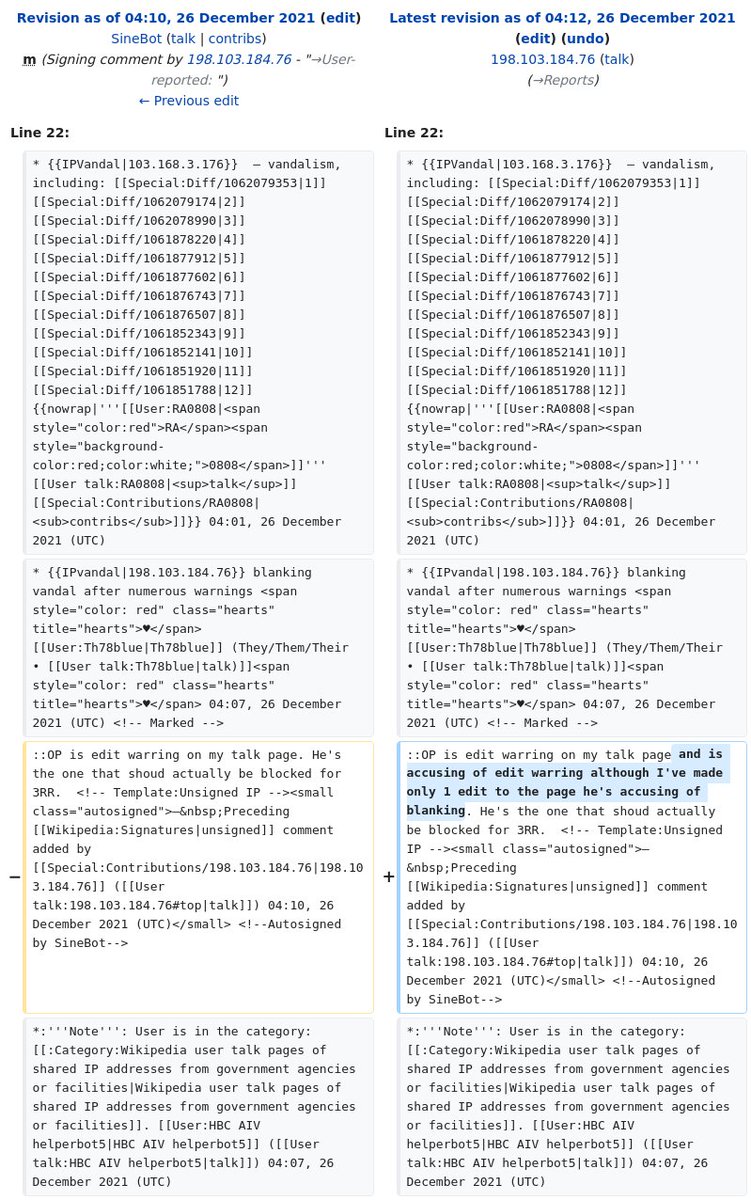 Revision as of 04:10, 26 December 2021 (edit)
SineBot (talk | contribs)
m (Signing comment by 198.103.184.76 - "→User-
reported: ")
← Previous edit
Latest revision as of 04:12, 26 December 2021
(edit) (undo)
198.103.184.76 (talk)
(→Reports)
Line 22:
Line 22:
* {{IPVandal|103.168.3.176}}  – vandalism,
including: [[Special:Diff/1062079353|1]]
[[Special:Diff/1062079174|2]]
[[Special:Diff/1062078990|3]]
[[Special:Diff/1061878220|4]]
[[Special:Diff/1061877912|5]]
[[Special:Diff/1061877602|6]]
[[Special:Diff/1061876743|7]]
[[Special:Diff/1061876507|8]]
[[Special:Diff/1061852343|9]]
[[Special:Diff/1061852141|10]]
[[Special:Diff/1061851920|11]]
[[Special:Diff/1061851788|12]]
{{nowrap|'''[[User:RA0808|<span
style="color:red">RA</span><span
style="background-
color:red;color:white;">0808</span>]]'''
[[User talk:RA0808|<sup>talk</sup>]]
[[Special:Contributions/RA0808|
<sub>contribs</sub>]]}} 04:01, 26 December
2021 (UTC)
* {{IPVandal|103.168.3.176}}  – vandalism,
including: [[Special:Diff/1062079353|1]]
[[Special:Diff/1062079174|2]]
[[Special:Diff/1062078990|3]]
[[Special:Diff/1061878220|4]]
[[Special:Diff/1061877912|5]]
[[Special:Diff/1061877602|6]]
[[Special:Diff/1061876743|7]]
[[Special:Diff/1061876507|8]]
[[Special:Diff/1061852343|9]]
[[Special:Diff/1061852141|10]]
[[Special:Diff/1061851920|11]]
[[Special:Diff/1061851788|12]]
{{nowrap|'''[[User:RA0808|<span
style="color:red">RA</span><span
style="background-
color:red;color:white;">0808</span>]]'''
[[User talk:RA0808|<sup>talk</sup>]]
[[Special:Contributions/RA0808|
<sub>contribs</sub>]]}} 04:01, 26 December
2021 (UTC)
* {{IPvandal|198.103.184.76}} blanking
vandal after numerous warnings <span
style="color: red" class="hearts"
title="hearts">♥</span>
[[User:Th78blue|Th78blue]] (They/Them/Their
• [[User talk:Th78blue|talk)]]<span
style="color: red" class="hearts"
title="hearts">♥</span> 04:07, 26 December
2021 (UTC) <!-- Marked -->
* {{IPvandal|198.103.184.76}} blanking
vandal after numerous warnings <span
style="color: red" class="hearts"
title="hearts">♥</span>
[[User:Th78blue|Th78blue]] (They/Them/Their
• [[User talk:Th78blue|talk)]]<span
style="color: red" class="hearts"
title="hearts">♥</span> 04:07, 26 December
2021 (UTC) <!-- Marked -->
−
::OP is edit warring on my talk page. He's
the one that shoud actually be blocked for
3RR.  <!-- Template:Unsigned IP --><small
class="autosigned">—&nbsp;Preceding
[[Wikipedia:Signatures|unsigned]] comment
added by
[[Special:Contributions/198.103.184.76|198.10
3.184.76]] ([[User
talk:198.103.184.76#top|talk]]) 04:10, 26
December 2021 (UTC)</small> <!--Autosigned
by SineBot-->
+
::OP is edit warring on my talk page and is
accusing of edit warring although I've made
only 1 edit to the page he's accusing of
blanking. He's the one that shoud actually
be blocked for 3RR.  <!-- Template:Unsigned
IP --><small class="autosigned">—
&nbsp;Preceding
[[Wikipedia:Signatures|unsigned]] comment
added by
[[Special:Contributions/198.103.184.76|198.10
3.184.76]] ([[User
talk:198.103.184.76#top|talk]]) 04:10, 26
December 2021 (UTC)</small> <!--Autosigned
by SineBot-->
*:'''Note''': User is in the category:
[[:Category:Wikipedia user talk pages of
shared IP addresses from government agencies
or facilities|Wikipedia user talk pages of
shared IP addresses from government agencies
or facilities]]. [[User:HBC AIV
helperbot5|HBC AIV helperbot5]] ([[User
talk:HBC AIV helperbot5|talk]]) 04:07, 26
December 2021 (UTC)
*:'''Note''': User is in the category:
[[:Category:Wikipedia user talk pages of
shared IP addresses from government agencies
or facilities|Wikipedia user talk pages of
shared IP addresses from government agencies
or facilities]]. [[User:HBC AIV
helperbot5|HBC AIV helperbot5]] ([[User
talk:HBC AIV helperbot5|talk]]) 04:07, 26
December 2021 (UTC)